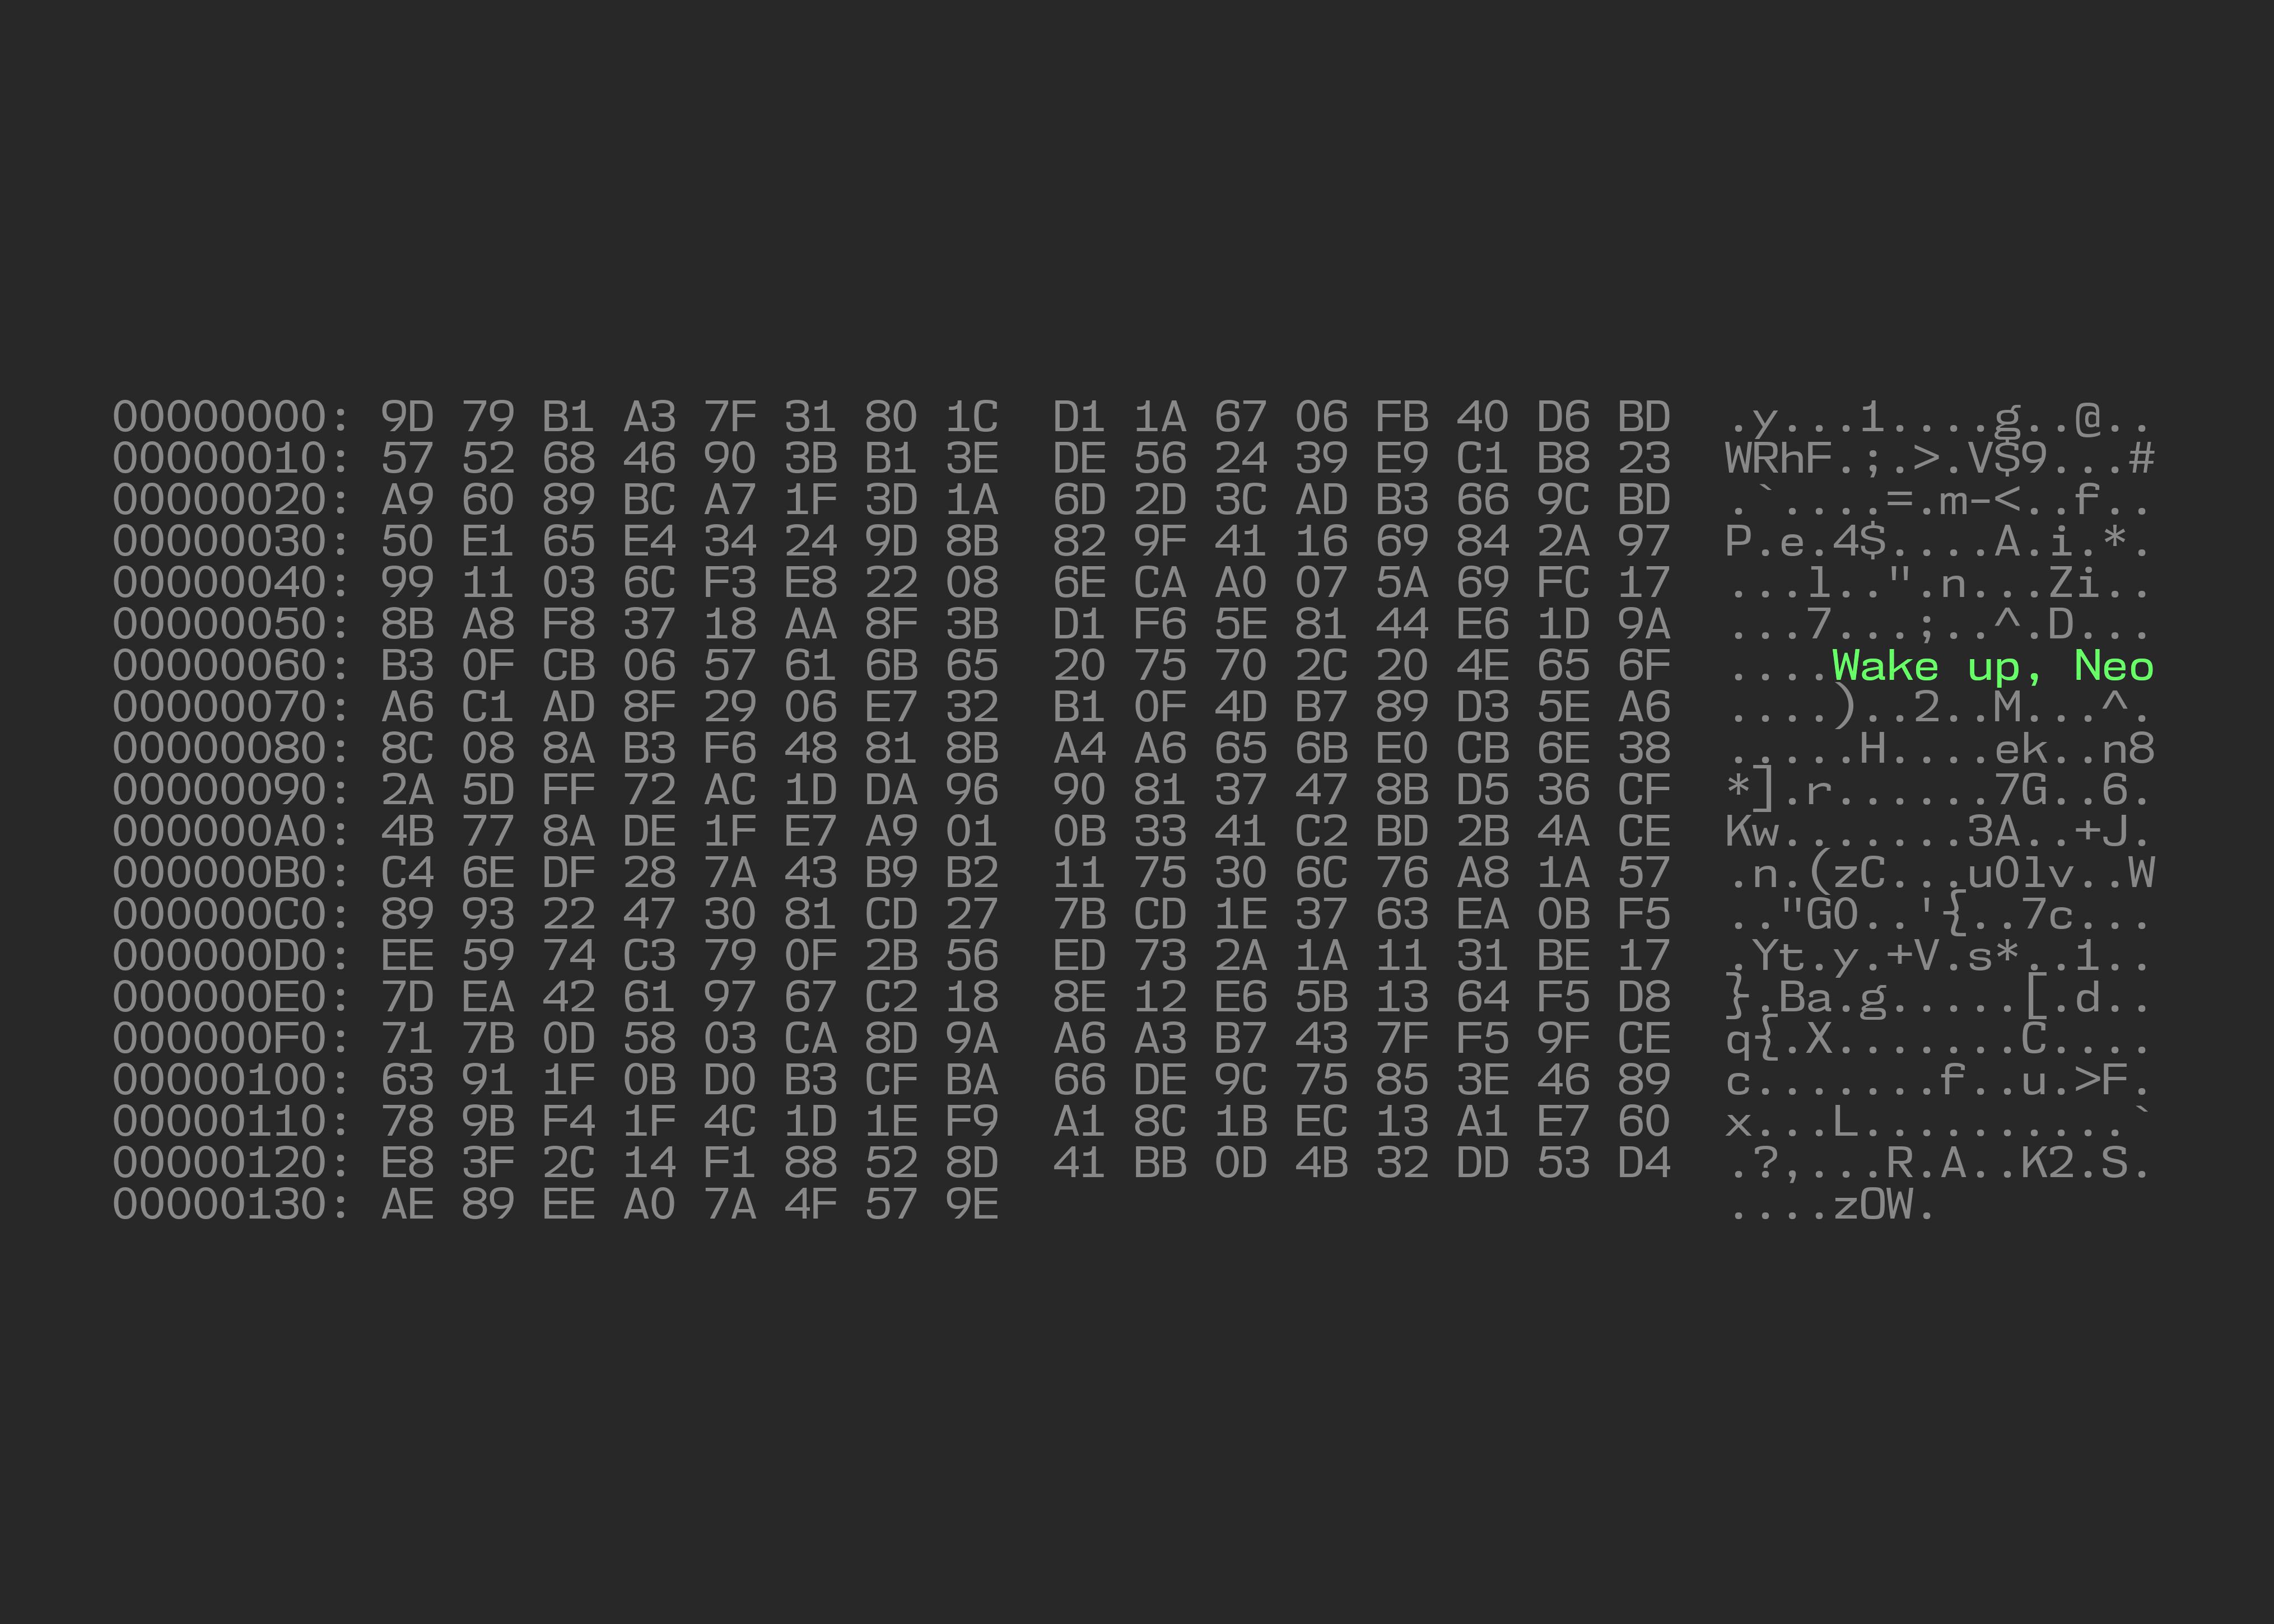 00000000: 9D 79 B1 A3 7F 31 80 1C  D1 1A 67 06 FB 40 D6 BD  .y...1....g..@..
00000010: 57 52 68 46 90 3B B1 3E  DE 56 24 39 E9 C1 B8 23  WRhF.;.>.V$9...#
00000020: A9 60 89 BC A7 1F 3D 1A  6D 2D 3C AD B3 66 9C BD  .`....=.m-<..f..
00000030: 50 E1 65 E4 34 24 9D 8B  82 9F 41 16 69 84 2A 97  P.e.4$....A.i.*.
00000040: 99 11 03 6C F3 E8 22 08  6E CA A0 07 5A 69 FC 17  ...l..".n...Zi..
00000050: 8B A8 F8 37 18 AA 8F 3B  D1 F6 5E 81 44 E6 1D 9A  ...7...;..^.D...
00000060: B3 0F CB 06 57 61 6B 65  20 75 70 2C 20 4E 65 6F  ....Wake up, Neo
00000070: A6 C1 AD 8F 29 06 E7 32  B1 0F 4D B7 89 D3 5E A6  ....)..2..M...^.
00000080: 8C 08 8A B3 F6 48 81 8B  A4 A6 65 6B E0 CB 6E 38  .....H....ek..n8
00000090: 2A 5D FF 72 AC 1D DA 96  90 81 37 47 8B D5 36 CF  *].r......7G..6.
000000A0: 4B 77 8A DE 1F E7 A9 01  0B 33 41 C2 BD 2B 4A CE  Kw.......3A..+J.
000000B0: C4 6E DF 28 7A 43 B9 B2  11 75 30 6C 76 A8 1A 57  .n.(zC...u0lv..W
000000C0: 89 93 22 47 30 81 CD 27  7B CD 1E 37 63 EA 0B F5  .."G0..'{..7c...
000000D0: EE 59 74 C3 79 0F 2B 56  ED 73 2A 1A 11 31 BE 17  .Yt.y.+V.s*..1..
000000E0: 7D EA 42 61 97 67 C2 18  8E 12 E6 5B 13 64 F5 D8  }.Ba.g.....[.d..
000000F0: 71 7B 0D 58 03 CA 8D 9A  A6 A3 B7 43 7F F5 9F CE  q{.X.......C....
00000100: 63 91 1F 0B D0 B3 CF BA  66 DE 9C 75 85 3E 46 89  c.......f..u.>F.
00000110: 78 9B F4 1F 4C 1D 1E F9  A1 8C 1B EC 13 A1 E7 60  x...L..........`
00000120: E8 3F 2C 14 F1 88 52 8D  41 BB 0D 4B 32 DD 53 D4  .?,...R.A..K2.S.
00000130: AE 89 EE A0 7A 4F 57 9E  ....zOW.